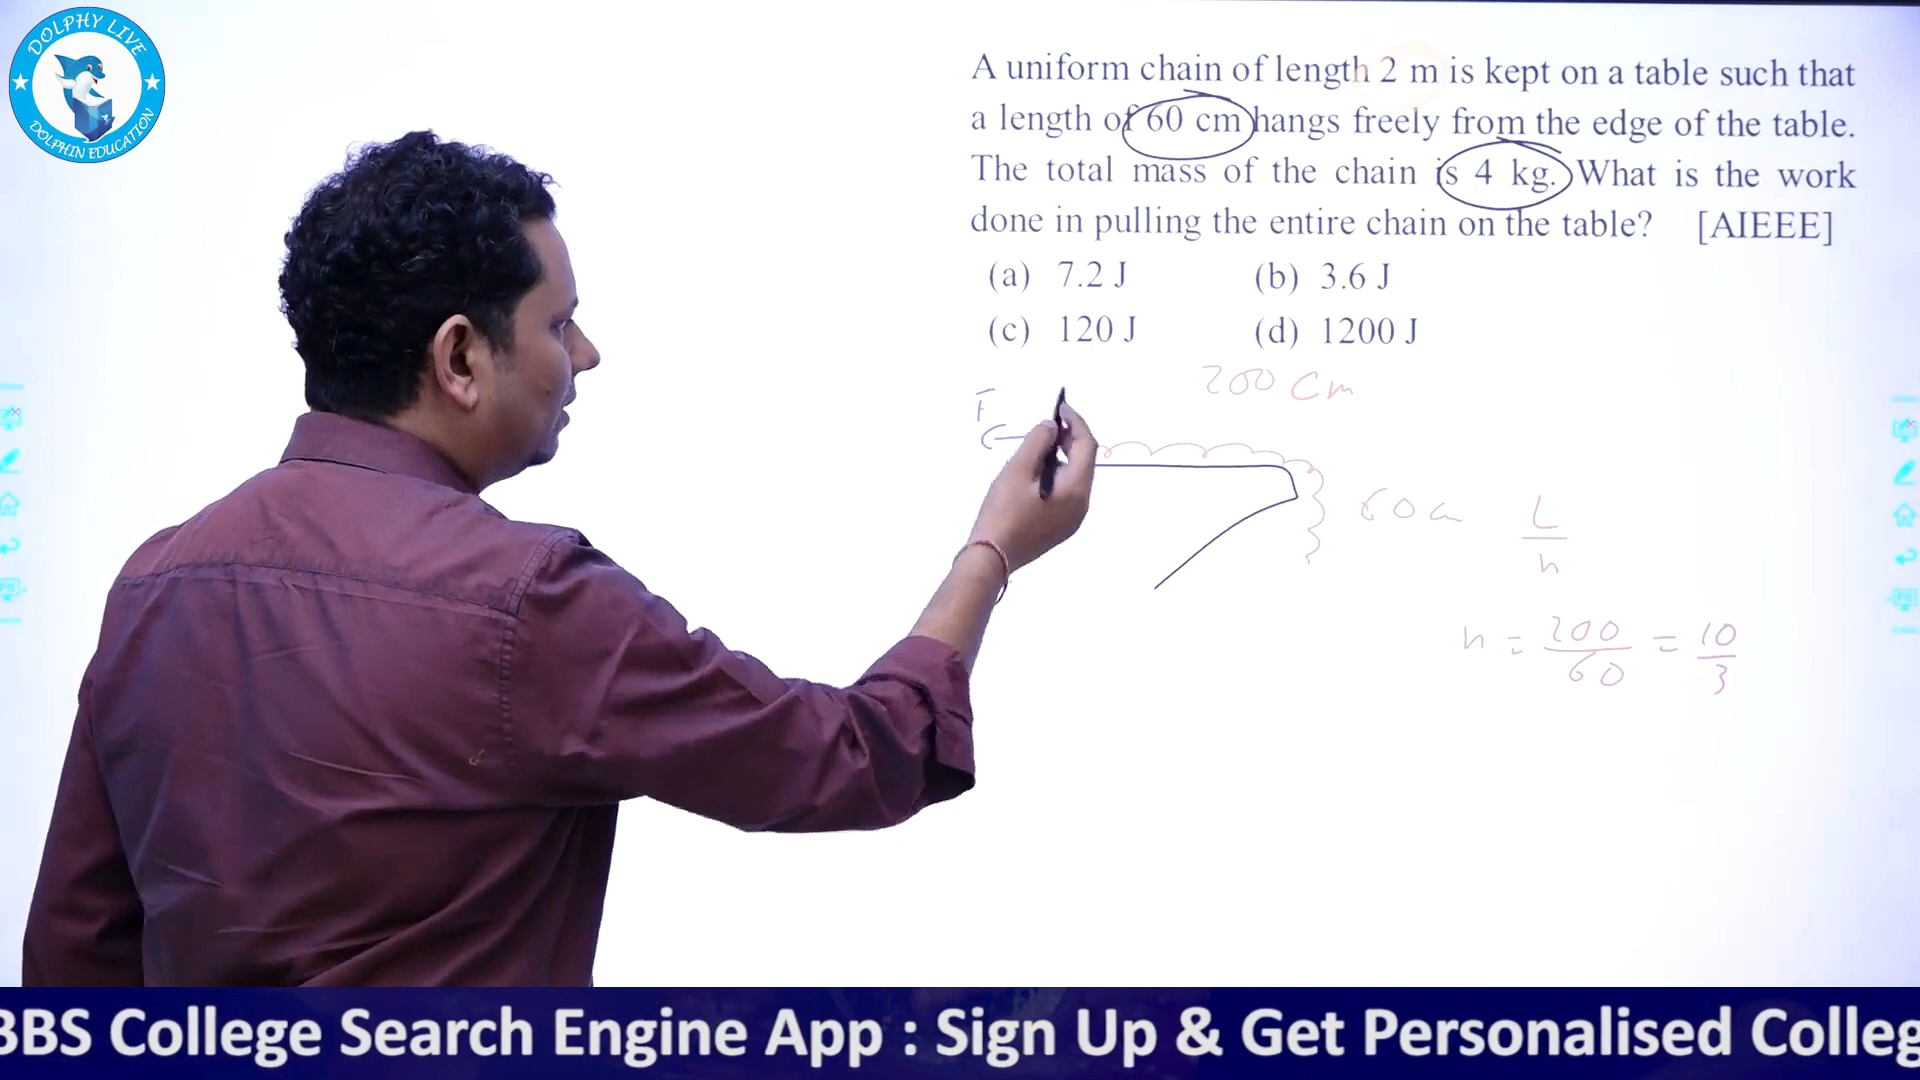 DOLPHY LIVE
DOLPHIN EDUCATION
A uniform chain of length 2 m is kept on a table such that
a length of 60 cm hangs freely from the edge of the table.
The total mass of the chain is 4 kg. What is the work
done in pulling the entire chain on the table? [AIEEE]
(a) 7.2 J (b) 3.6 J
(c) 120 J (d) 1200 J
200 Cm
F
60 L
n
n = 200 = 10
60 3
BBS College Search Engine App : Sign Up & Get Personalised Colleg